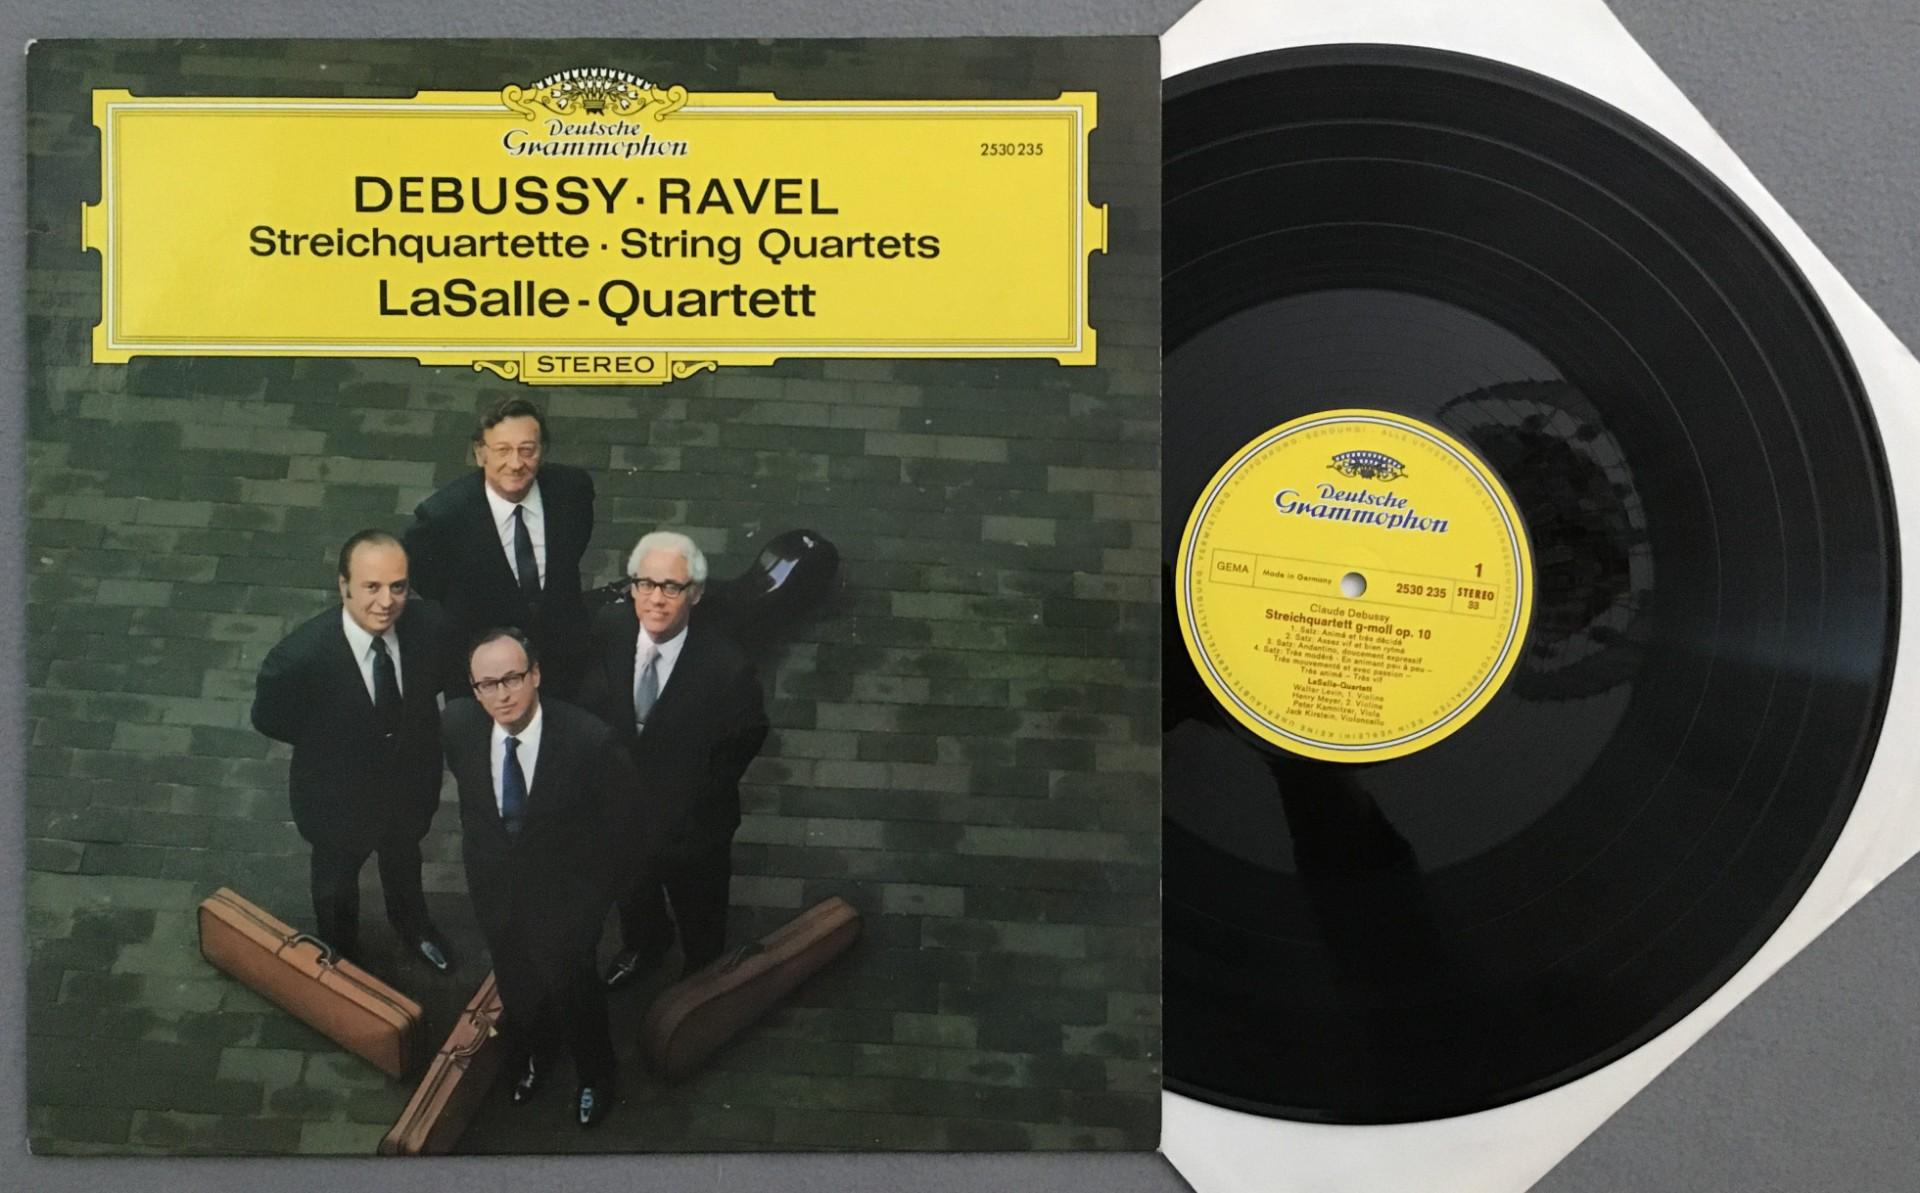 Deutsche
Grammophon
2530 235
DEBUSSY · RAVEL
Streichquartette · String Quartets
LaSalle-Quartett
STEREO
Deutsche
Grammophon
GEMA
Made in Germany
2530 235
1
STEREO
33
Claude Debussy
Streichquartett g-moll op. 10
1. Satz: Animé et très décidé
2. Satz: Assez vif et bien rytmé
3. Satz: Andantino, doucement expressif
4. Satz: Très modéré - En animant peu à peu –
Très mouvementé et avec passion –
Très animé – Très vif
LaSalle-Quartett
Walter Levin, 1. Violine
Henry Meyer, 2. Violine
Peter Kamnitzer, Viola
Jack Kirstein, Violoncello